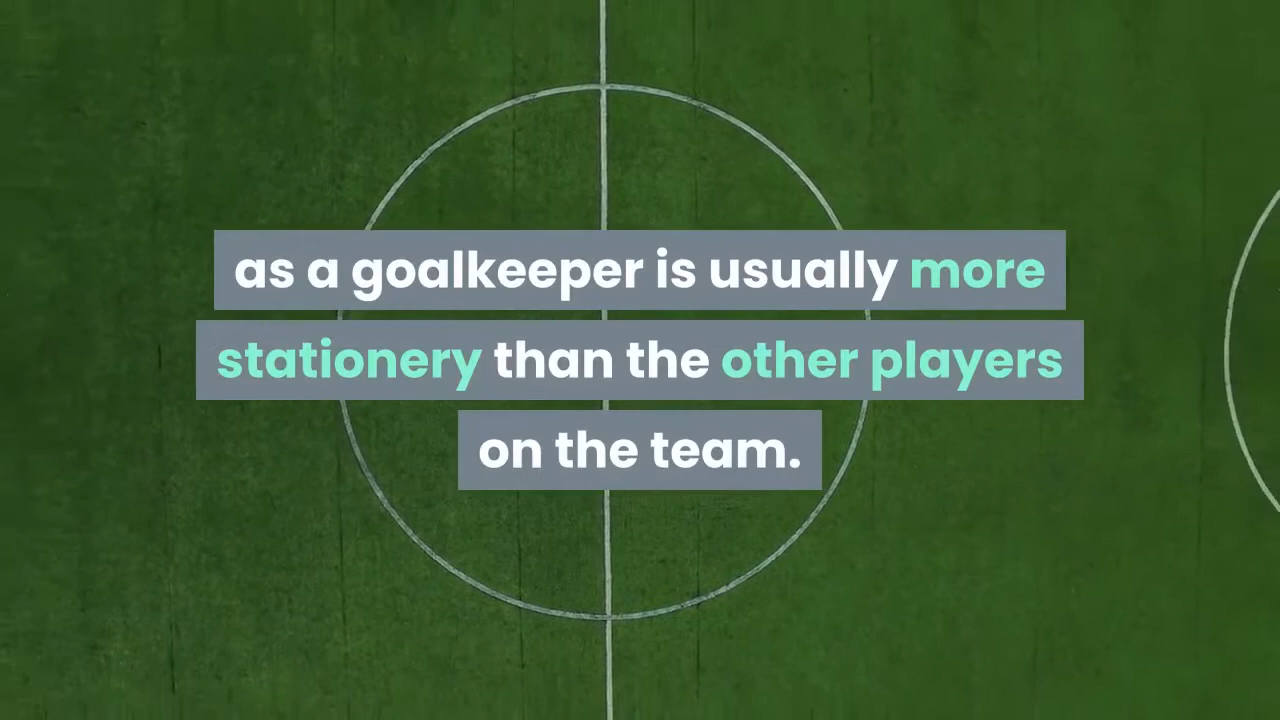 as a goalkeeper is usually more
stationery than the other players
on the team.